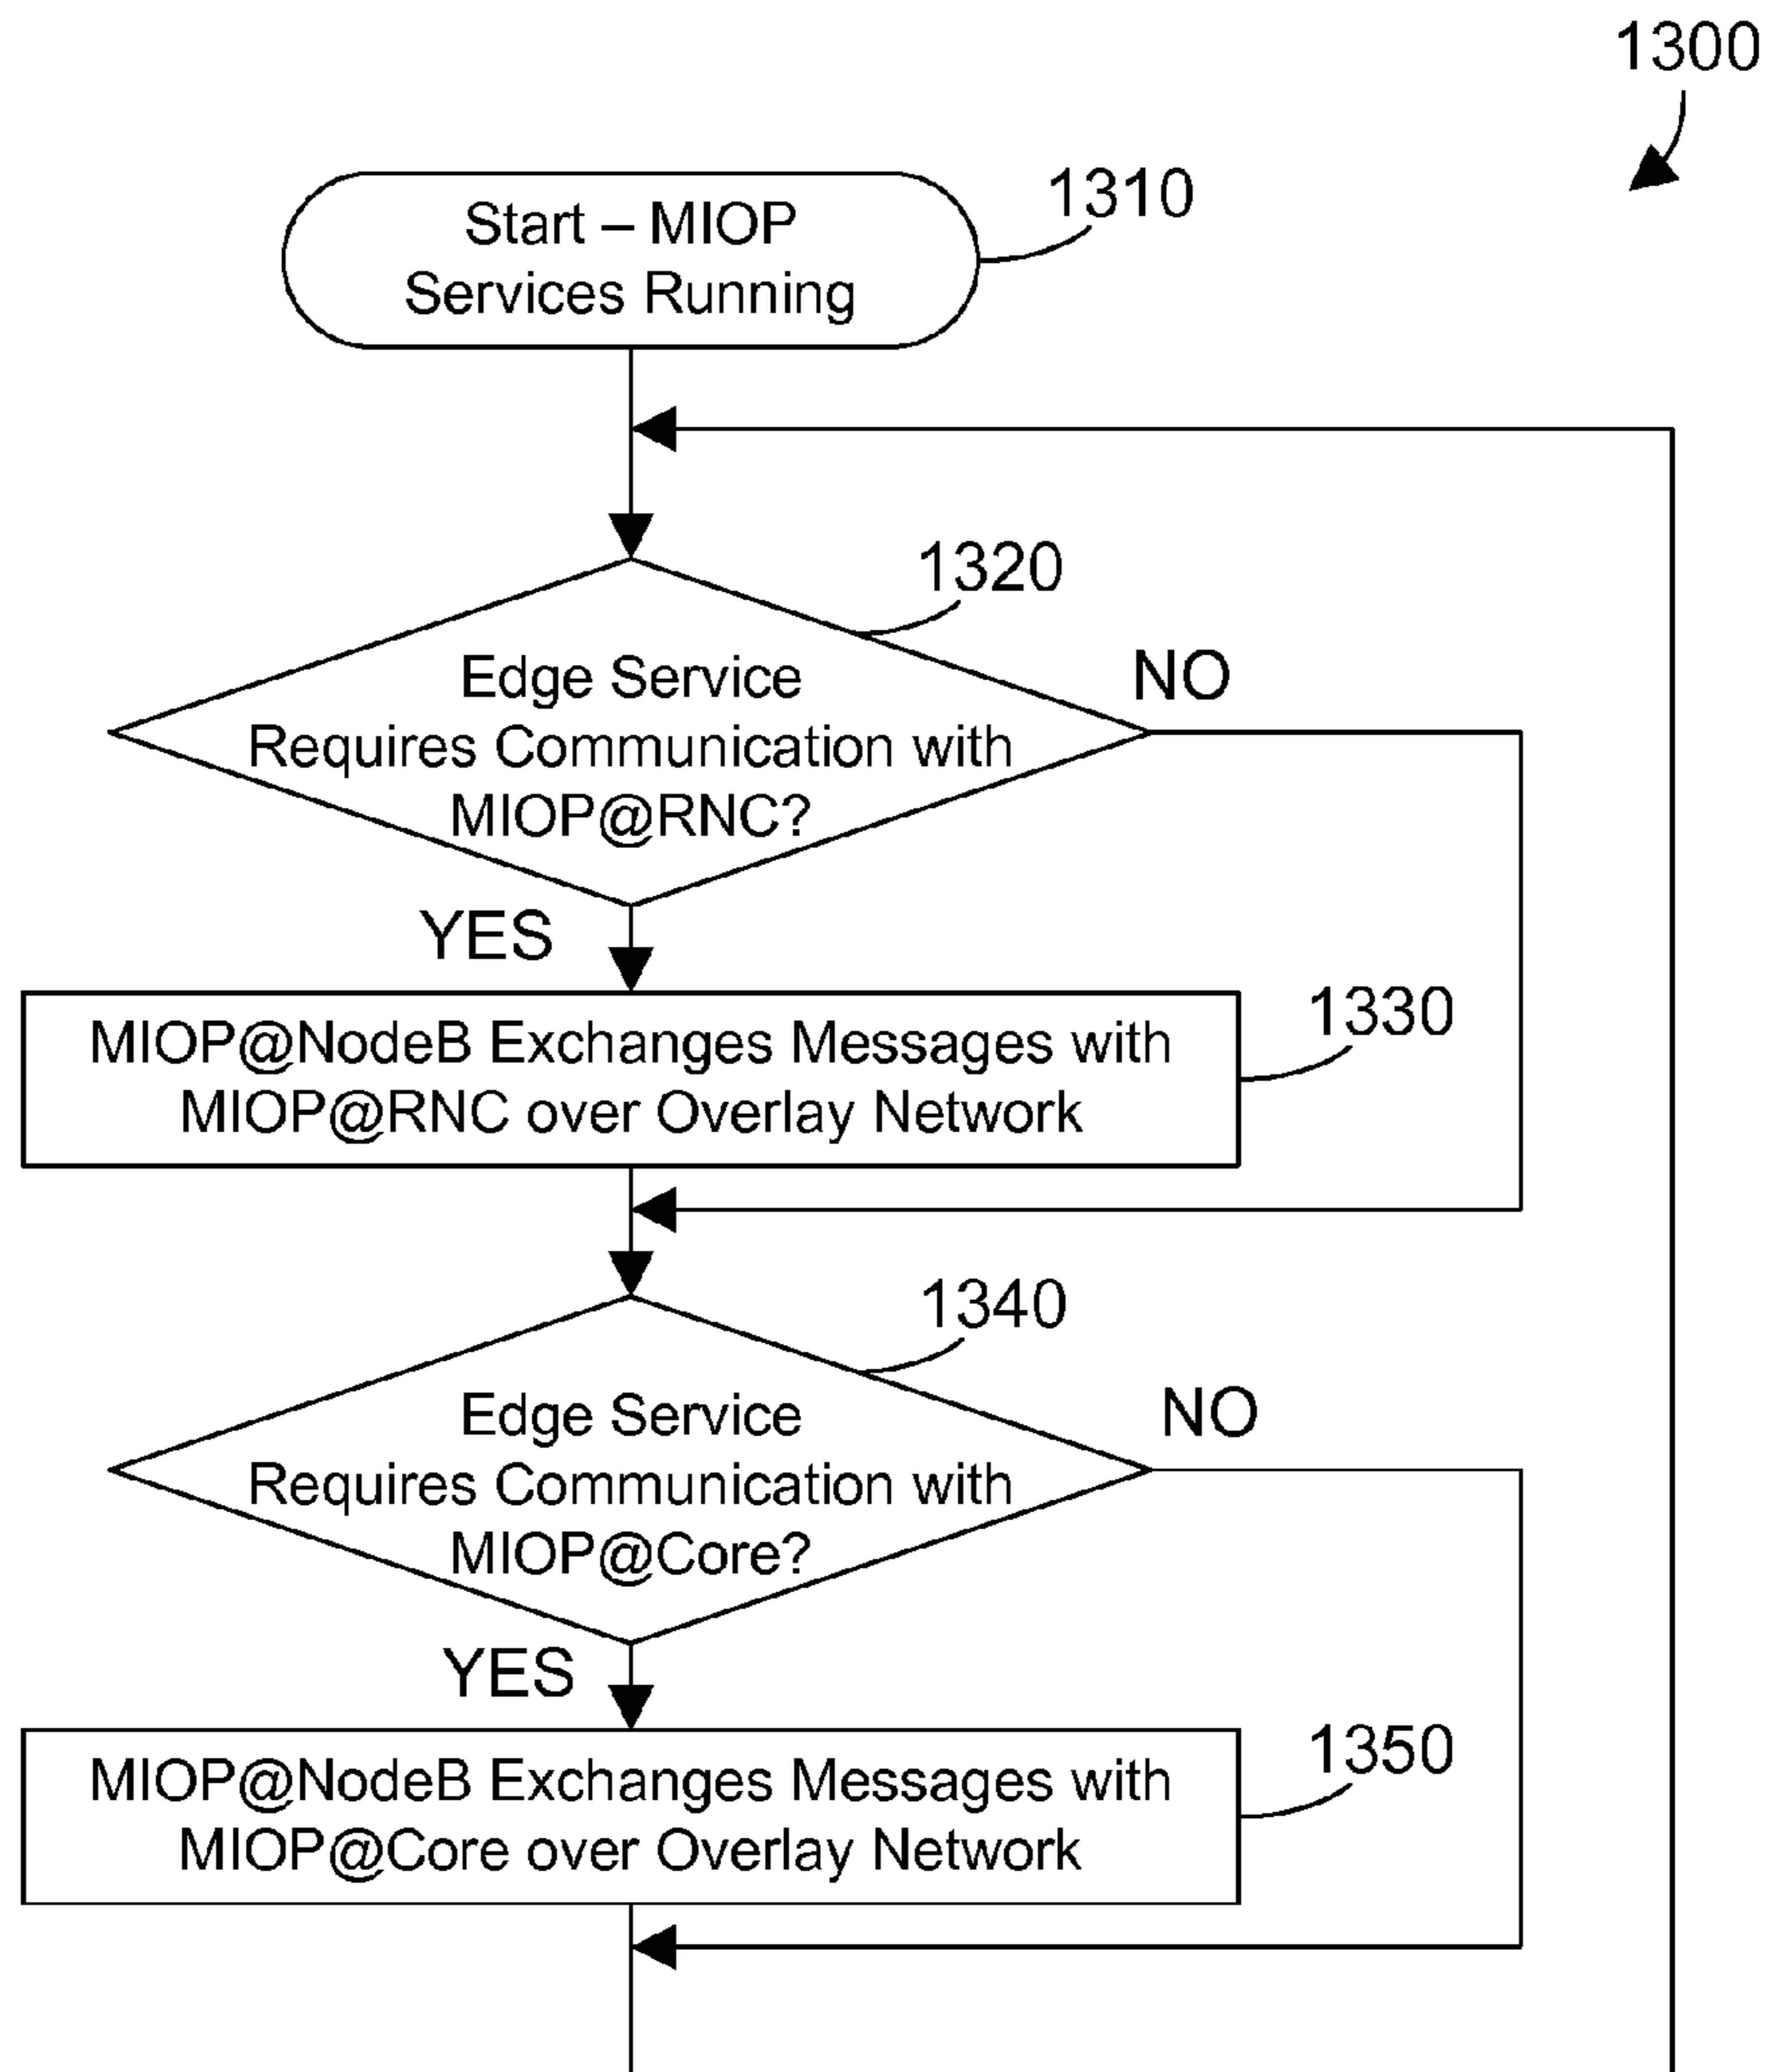 1300
Start – MIOP
Services Running
1310
1320
Edge Service
Requires Communication with
MIOP@RNC?
NO
YES
MIOP@NodeB Exchanges Messages with
MIOP@RNC over Overlay Network
1330
1340
Edge Service
Requires Communication with
MIOP@Core?
NO
YES
MIOP@NodeB Exchanges Messages with
MIOP@Core over Overlay Network
1350